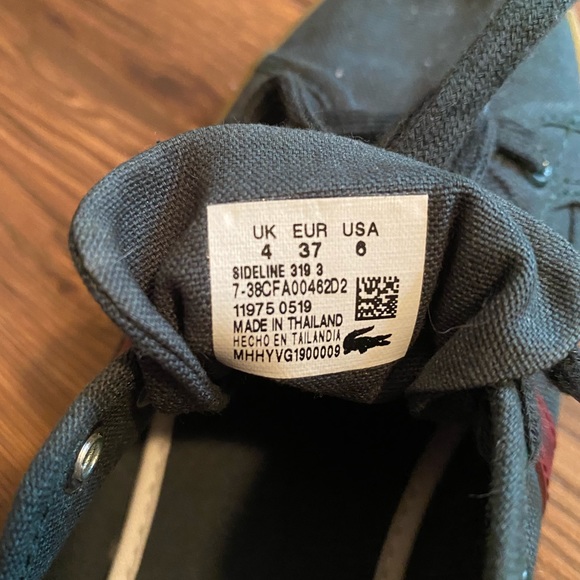 UK EUR USA
4 37 6
SIDELINE 319 3
7-38CFA00462D2
11975 0519
MADE IN THAILAND
HECHO EN TAILANDIA
MHHYVG1900009